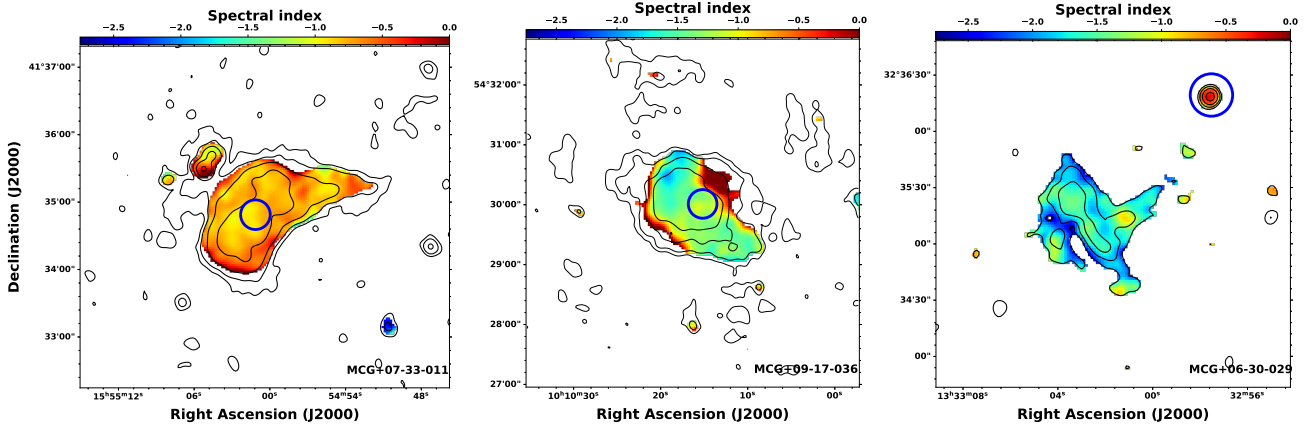 Spectral index
−2.5 −2.0 −1.5 −1.0 −0.5 0.0
41°37'00"
36'00"
35'00"
34'00"
33'00"
Declination (J2000)
MCG+07-33-011
15ʰ55ᵐ12ˢ 06ˢ 00ˢ 54ᵐ54ˢ 48ˢ
Right Ascension (J2000)
Spectral index
−2.5 −2.0 −1.5 −1.0 −0.5 0.0
54°32'00"
31'00"
30'00"
29'00"
28'00"
27'00"
MCG+09-17-036
10ʰ10ᵐ30ˢ 20ˢ 10ˢ 00ˢ
Right Ascension (J2000)
Spectral index
−2.5 −2.0 −1.5 −1.0 −0.5 0.0
32°36'30"
00"
35'30"
00"
34'30"
00"
MCG+06-30-029
13ʰ33ᵐ08ˢ 04ˢ 00ˢ 32ᵐ56ˢ
Right Ascension (J2000)